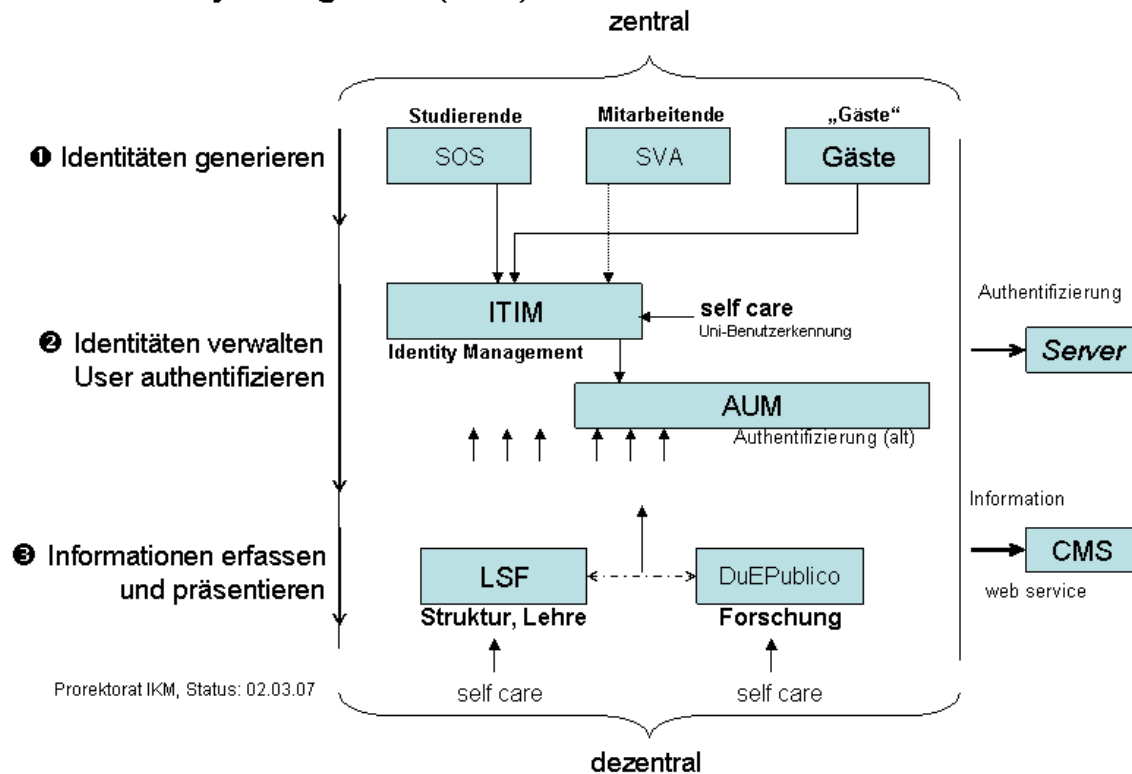 zentral
Studierende
Mitarbeitende
„Gäste“
❶ Identitäten generieren
SOS
SVA
Gäste
Authentifizierung
ITIM
self care
Uni-Benutzerkennung
❷ Identitäten verwalten
User authentifizieren
Identity Management
Server
AUM
Authentifizierung (alt)
Information
❸ Informationen erfassen
und präsentieren
LSF
DuEPublico
CMS
web service
Struktur, Lehre
Forschung
Prorektorat IKM, Status: 02.03.07
self care
self care
dezentral